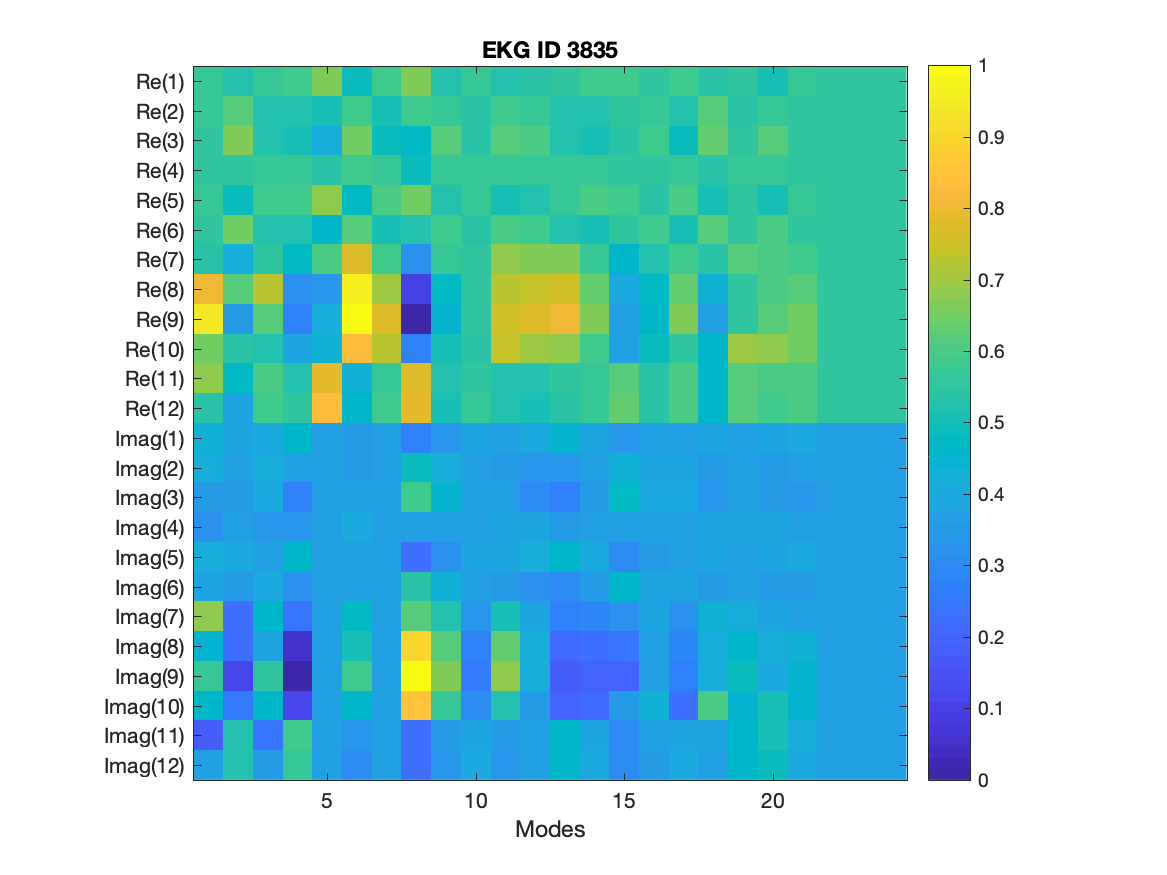 EKG ID 3835
Re(1)
Re(2)
Re(3)
Re(4)
Re(5)
Re(6)
Re(7)
Re(8)
Re(9)
Re(10)
Re(11)
Re(12)
Imag(1)
Imag(2)
Imag(3)
Imag(4)
Imag(5)
Imag(6)
Imag(7)
Imag(8)
Imag(9)
Imag(10)
Imag(11)
Imag(12)
5 10 15 20
Modes
1
0.9
0.8
0.7
0.6
0.5
0.4
0.3
0.2
0.1
0